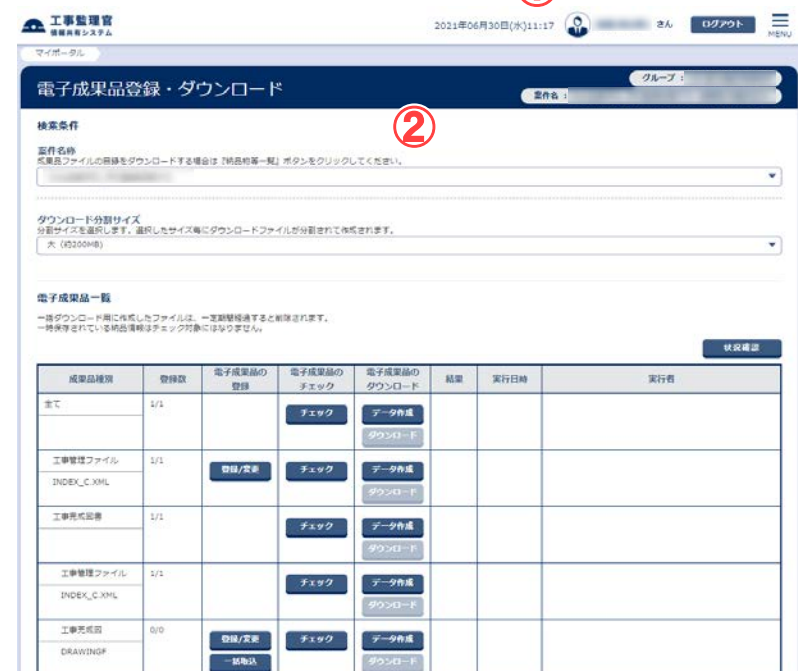 工事監理官
情報共有システム
2021年06月30日(水)11:17
さん
ログアウト
MENU
マイポータル
電子成果品登録・ダウンロード
グループ :
案件名 :
②
検索条件
案件名称
成果品ファイルの目録をダウンロードする場合は『納品物等一覧』ボタンをクリックしてください。
ダウンロード分割サイズ
分割サイズを選択します。選択したサイズ毎にダウンロードファイルが分割されて作成されます。
大 (約200MB)
電子成果品一覧
一括ダウンロード用に作成したファイルは、一定期間経過すると削除されます。
一時保存されている納品情報はチェック対象にはなりません。
状況確認
成果品種別 登録数 電子成果品の登録 電子成果品のチェック 電子成果品のダウンロード 結果 実行日時 実行者
全て 1/1 チェック データ作成
ダウンロード
工事管理ファイル 1/1 登録/変更 チェック データ作成
INDEX_C.XML ダウンロード
工事完成図書 1/1 チェック データ作成
ダウンロード
工事管理ファイル 1/1 チェック データ作成
INDEX_C.XML ダウンロード
工事完成図 0/0 登録/変更 チェック データ作成
DRAWINGF 一括取込 ダウンロード